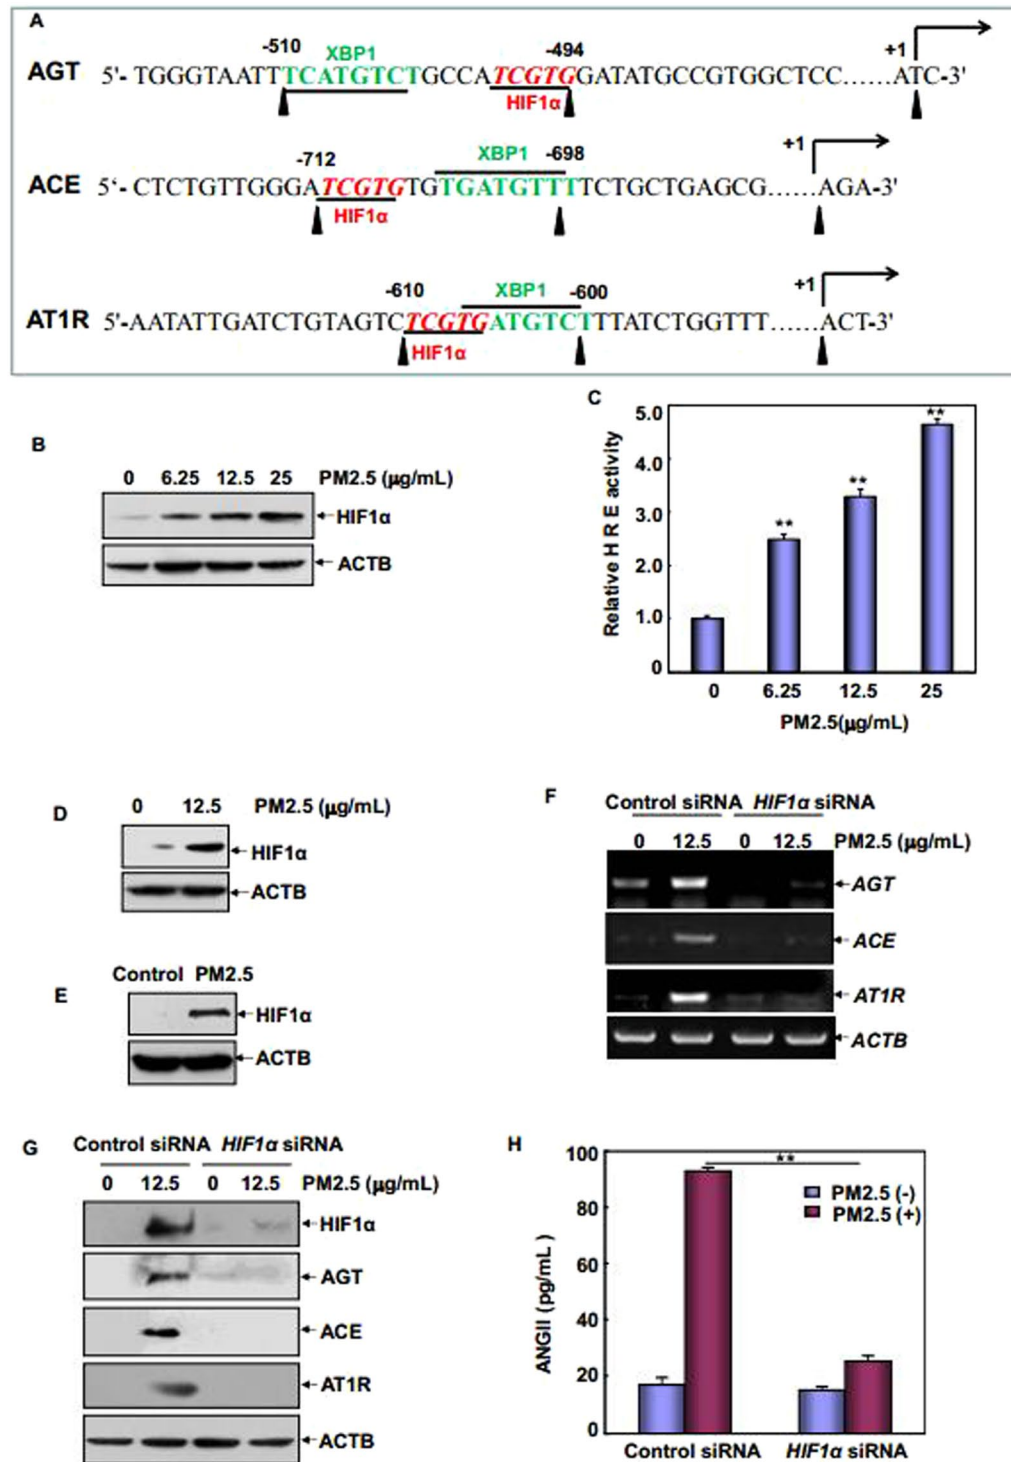 A
-510 XBP1 -494 +1
AGT 5'- TGGGTAATTTCATGTCTGCCATCGTGGATATGCCGTGGCTCC......ATC-3'
HIF1α
-712 XBP1 -698 +1
ACE 5'- CTCTGTTGGGATCGTGTGTGATGTTTTCTGCTGAGCG......AGA-3'
HIF1α
-610 XBP1 -600 +1
AT1R 5'-AATATTGATCTGTAGTCTCGTGATGTCTTTATCTGGTTT......ACT-3'
HIF1α
B
0 6.25 12.5 25 PM2.5 (µg/mL)
HIF1α
ACTB
C
Relative H R E activity
5.0
4.0
3.0
2.0
1.0
0
** ** **
0 6.25 12.5 25
PM2.5(µg/mL)
D
0 12.5 PM2.5 (µg/mL)
HIF1α
ACTB
E
Control PM2.5
HIF1α
ACTB
F
Control siRNA HIF1α siRNA
0 12.5 0 12.5 PM2.5 (µg/mL)
AGT
ACE
AT1R
ACTB
G
Control siRNA HIF1α siRNA
0 12.5 0 12.5 PM2.5 (µg/mL)
HIF1α
AGT
ACE
AT1R
ACTB
H
ANGII (pg/mL )
100
80
60
40
20
0
**
PM2.5 (-)
PM2.5 (+)
Control siRNA HIF1α siRNA